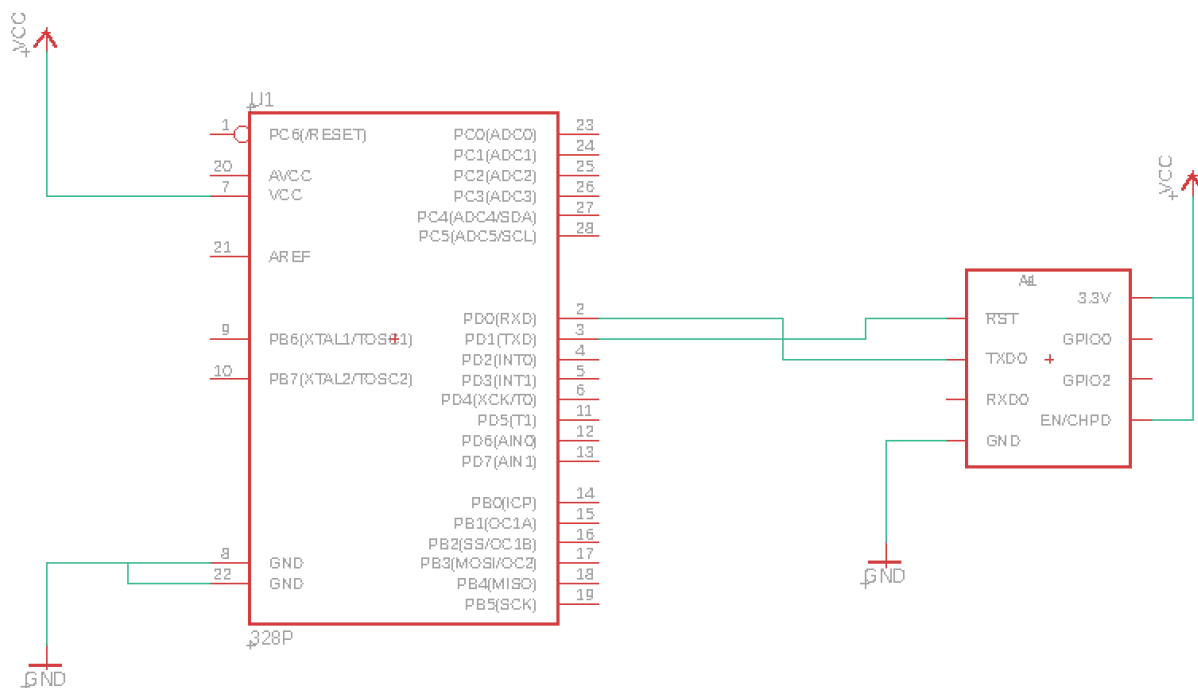 VCC
U1
1 PC6(/RESET)
20 AVCC
7 VCC
21 AREF
9 PB6(XTAL1/TOSC1)
10 PB7(XTAL2/TOSC2)
8 GND
22 GND
PC0(ADC0) 23
PC1(ADC1) 24
PC2(ADC2) 25
PC3(ADC3) 26
PC4(ADC4/SDA) 27
PC5(ADC5/SCL) 28
PD0(RXD) 2
PD1(TXD) 3
PD2(INT0) 4
PD3(INT1) 5
PD4(XCK/T0) 6
PD5(T1) 11
PD6(AIN0) 12
PD7(AIN1) 13
PB0(ICP) 14
PB1(OC1A) 15
PB2(SS/OC1B) 16
PB3(MOSI/OC2) 17
PB4(MISO) 18
PB5(SCK) 19
328P
GND
VCC
3.3V
RST
GPIO0
TXD0
GPIO2
RXD0
EN/CHPD
GND
GND